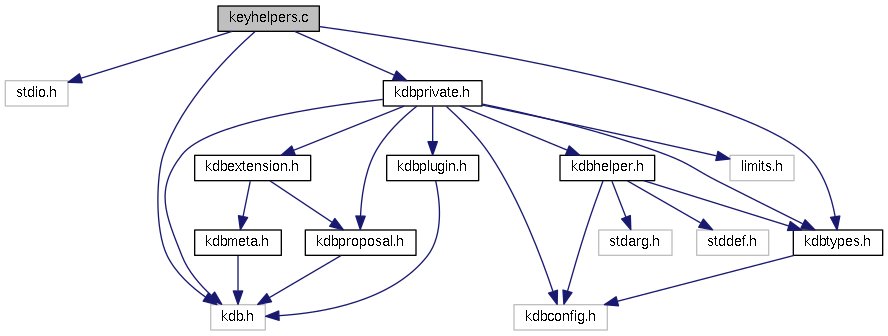 keyhelpers.c
stdio.h
kdbprivate.h
kdbextension.h
kdbplugin.h
kdbhelper.h
limits.h
kdbmeta.h
kdbproposal.h
stdarg.h
stddef.h
kdbtypes.h
kdb.h
kdbconfig.h